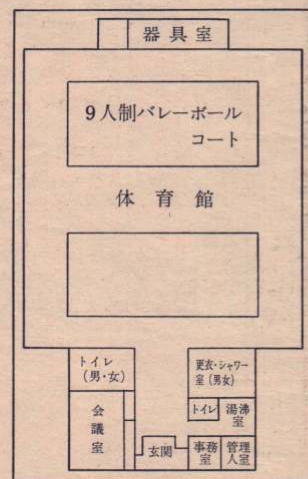 器具室
9人制バレーボール
コート
体育館
トイレ
(男・女)
更衣・シャワー
室(男女)
会議室
トイレ
湯沸室
玄関
事務室
管理人室